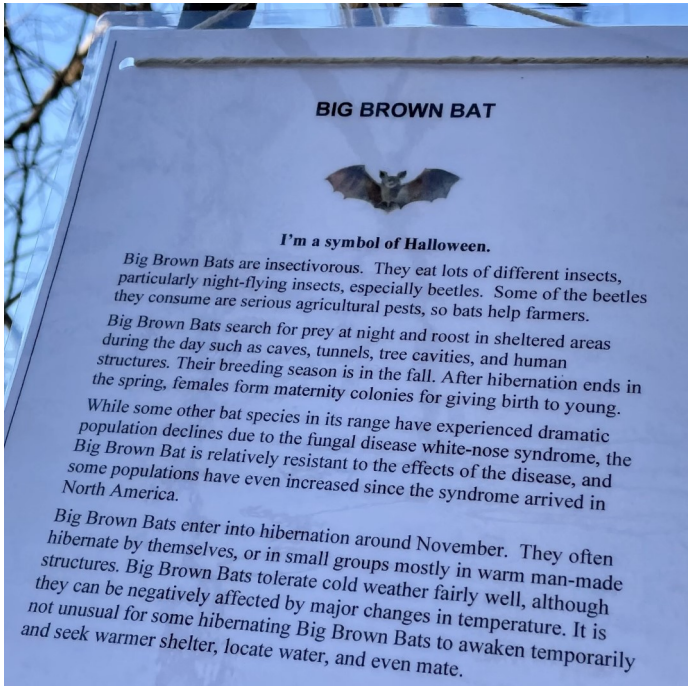 BIG BROWN BAT
I'm a symbol of Halloween.
Big Brown Bats are insectivorous.  They eat lots of different insects,
particularly night-flying insects, especially beetles.  Some of the beetles
they consume are serious agricultural pests, so bats help farmers.
Big Brown Bats search for prey at night and roost in sheltered areas
during the day such as caves, tunnels, tree cavities, and human
structures. Their breeding season is in the fall. After hibernation ends in
the spring, females form maternity colonies for giving birth to young.
While some other bat species in its range have experienced dramatic
population declines due to the fungal disease white-nose syndrome, the
Big Brown Bat is relatively resistant to the effects of the disease, and
some populations have even increased since the syndrome arrived in
North America.
Big Brown Bats enter into hibernation around November.  They often
hibernate by themselves, or in small groups mostly in warm man-made
structures. Big Brown Bats tolerate cold weather fairly well, although
they can be negatively affected by major changes in temperature. It is
not unusual for some hibernating Big Brown Bats to awaken temporarily
and seek warmer shelter, locate water, and even mate.